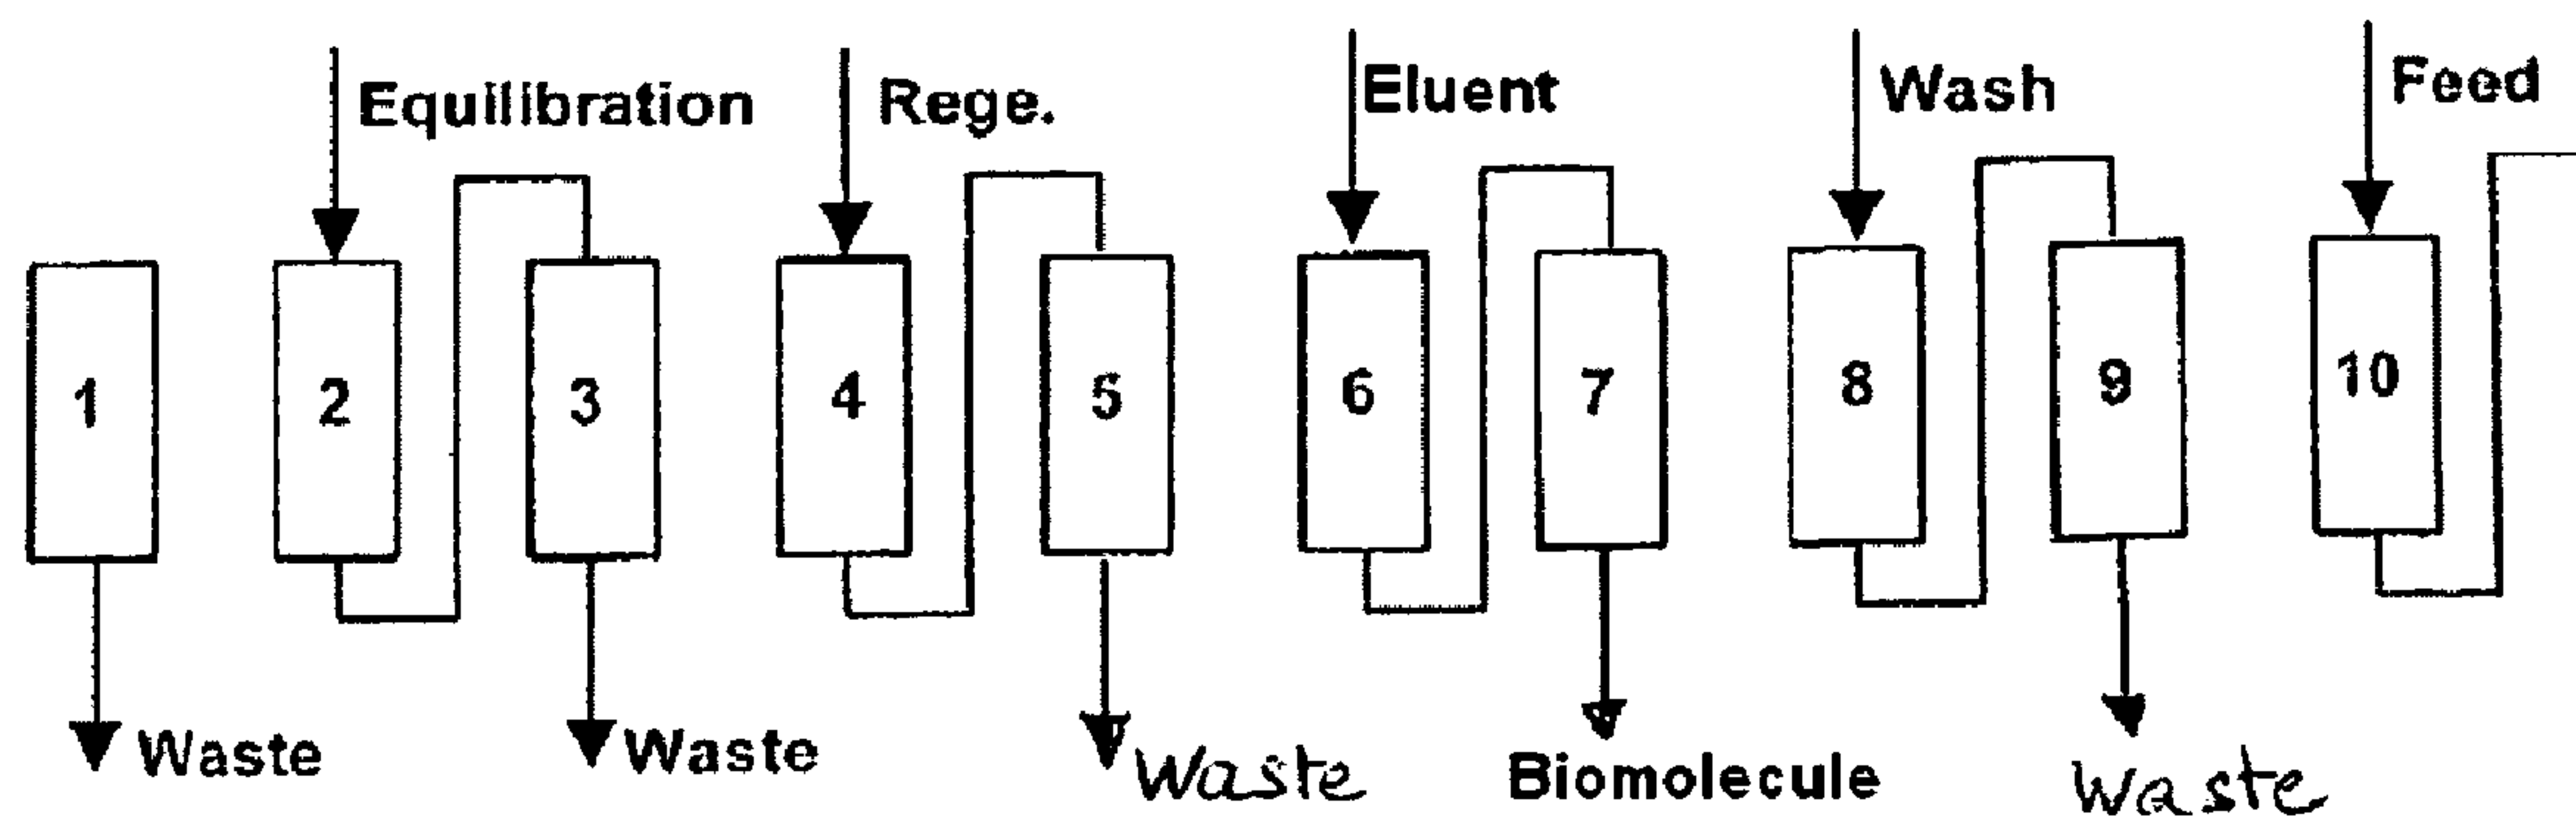 Equilibration Rege. Eluent Wash Feed
1 2 3 4 5 6 7 8 9 10
Waste Waste Waste Biomolecule Waste